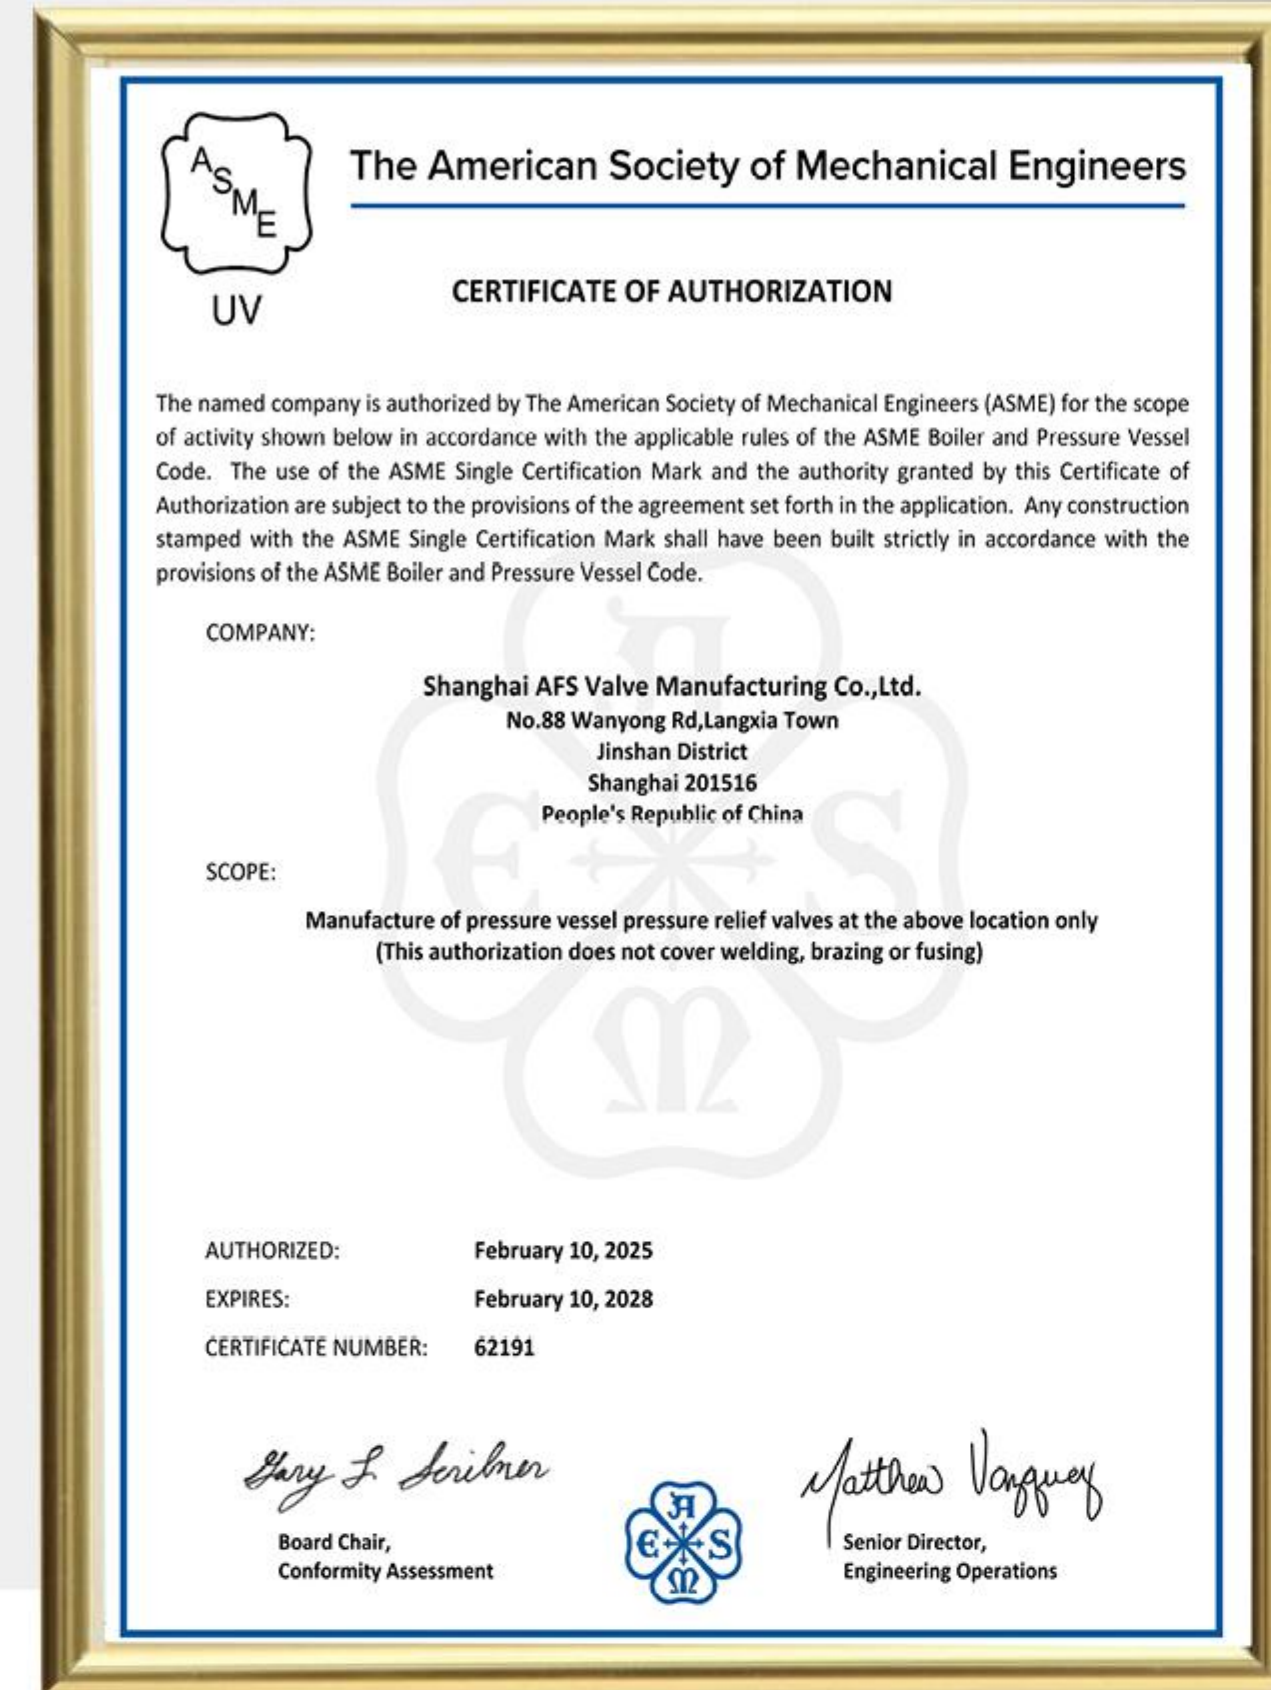 ASME
UV
The American Society of Mechanical Engineers
CERTIFICATE OF AUTHORIZATION
The named company is authorized by The American Society of Mechanical Engineers (ASME) for the scope
of activity shown below in accordance with the applicable rules of the ASME Boiler and Pressure Vessel
Code. The use of the ASME Single Certification Mark and the authority granted by this Certificate of
Authorization are subject to the provisions of the agreement set forth in the application. Any construction
stamped with the ASME Single Certification Mark shall have been built strictly in accordance with the
provisions of the ASME Boiler and Pressure Vessel Code.
COMPANY:
Shanghai AFS Valve Manufacturing Co.,Ltd.
No.88 Wanyong Rd,Langxia Town
Jinshan District
Shanghai 201516
People's Republic of China
SCOPE:
Manufacture of pressure vessel pressure relief valves at the above location only
(This authorization does not cover welding, brazing or fusing)
AUTHORIZED: February 10, 2025
EXPIRES: February 10, 2028
CERTIFICATE NUMBER: 62191
Gary L. Scribner
Matthew Vazquez
Board Chair,
Conformity Assessment
ASME
Senior Director,
Engineering Operations